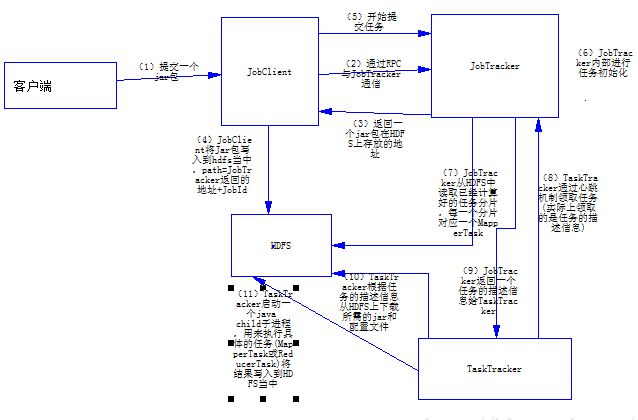 (5) 开始提
交任务
(1) 提交一个
jar包
客户端
JobClient
(2) 通过RPC
与JobTracker
通信
JobTracker
(6) JobTrac
ker内部进行
任务初始化
(3) 返回一
个jar包在HDF
S上存放的地
址
(4) JobClie
nt将Jar包写
入到hdfs当中
，path=JobTr
acker返回的
地址+JobId
(7) JobTrac
ker从HDFS中
读取已经计算
好的任务分片
，每一个分片
对应一个Mapp
erTask
(8) TaskTra
cker通过心跳
机制领取任务
(实际上领取
的是任务的描
述信息)
HDFS
(9) JobTrac
ker返回一个
任务的描述信
息给TaskTrac
ker
(10) TaskTr
acker根据任
务的描述信息
从HDFS上下载
所需的jar和
配置文件
(11) TaskTr
acker启动一
个java
child子进程
，用来执行具
体的任务(Map
perTask或Red
ucerTask)将
结果写入到HD
FS当中
TaskTracker